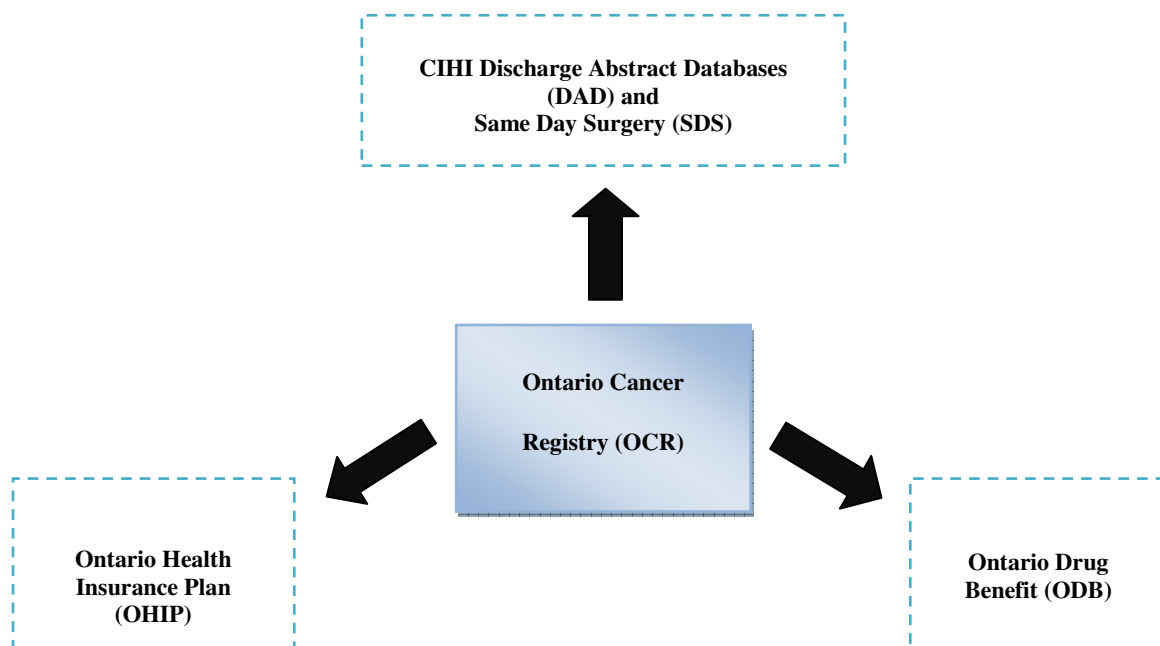 CIHI Discharge Abstract Databases
(DAD) and
Same Day Surgery (SDS)
Ontario Cancer
Registry (OCR)
Ontario Health
Insurance Plan
(OHIP)
Ontario Drug
Benefit (ODB)